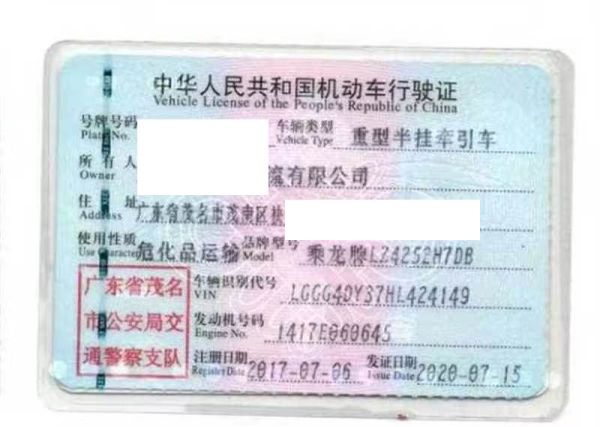 中华人民共和国机动车行驶证
Vehicle License of the People's Republic of China
号牌号码 车辆类型 重型半挂牵引车
Plate No. Vehicle Type
所有人 有限公司
Owner
住址 广东省茂名市茂南区
Address
使用性质 危化品运输 品牌型号 乘龙牌LZ4252H7DB
Use Character Model
广东省茂名
市公安局交
通警察支队
车辆识别代号 LGGG4DY37HL424149
VIN
发动机号码 1417E060645
Engine No.
注册日期 2017-07-06 发证日期 2020-07-15
Register Date Issue Date